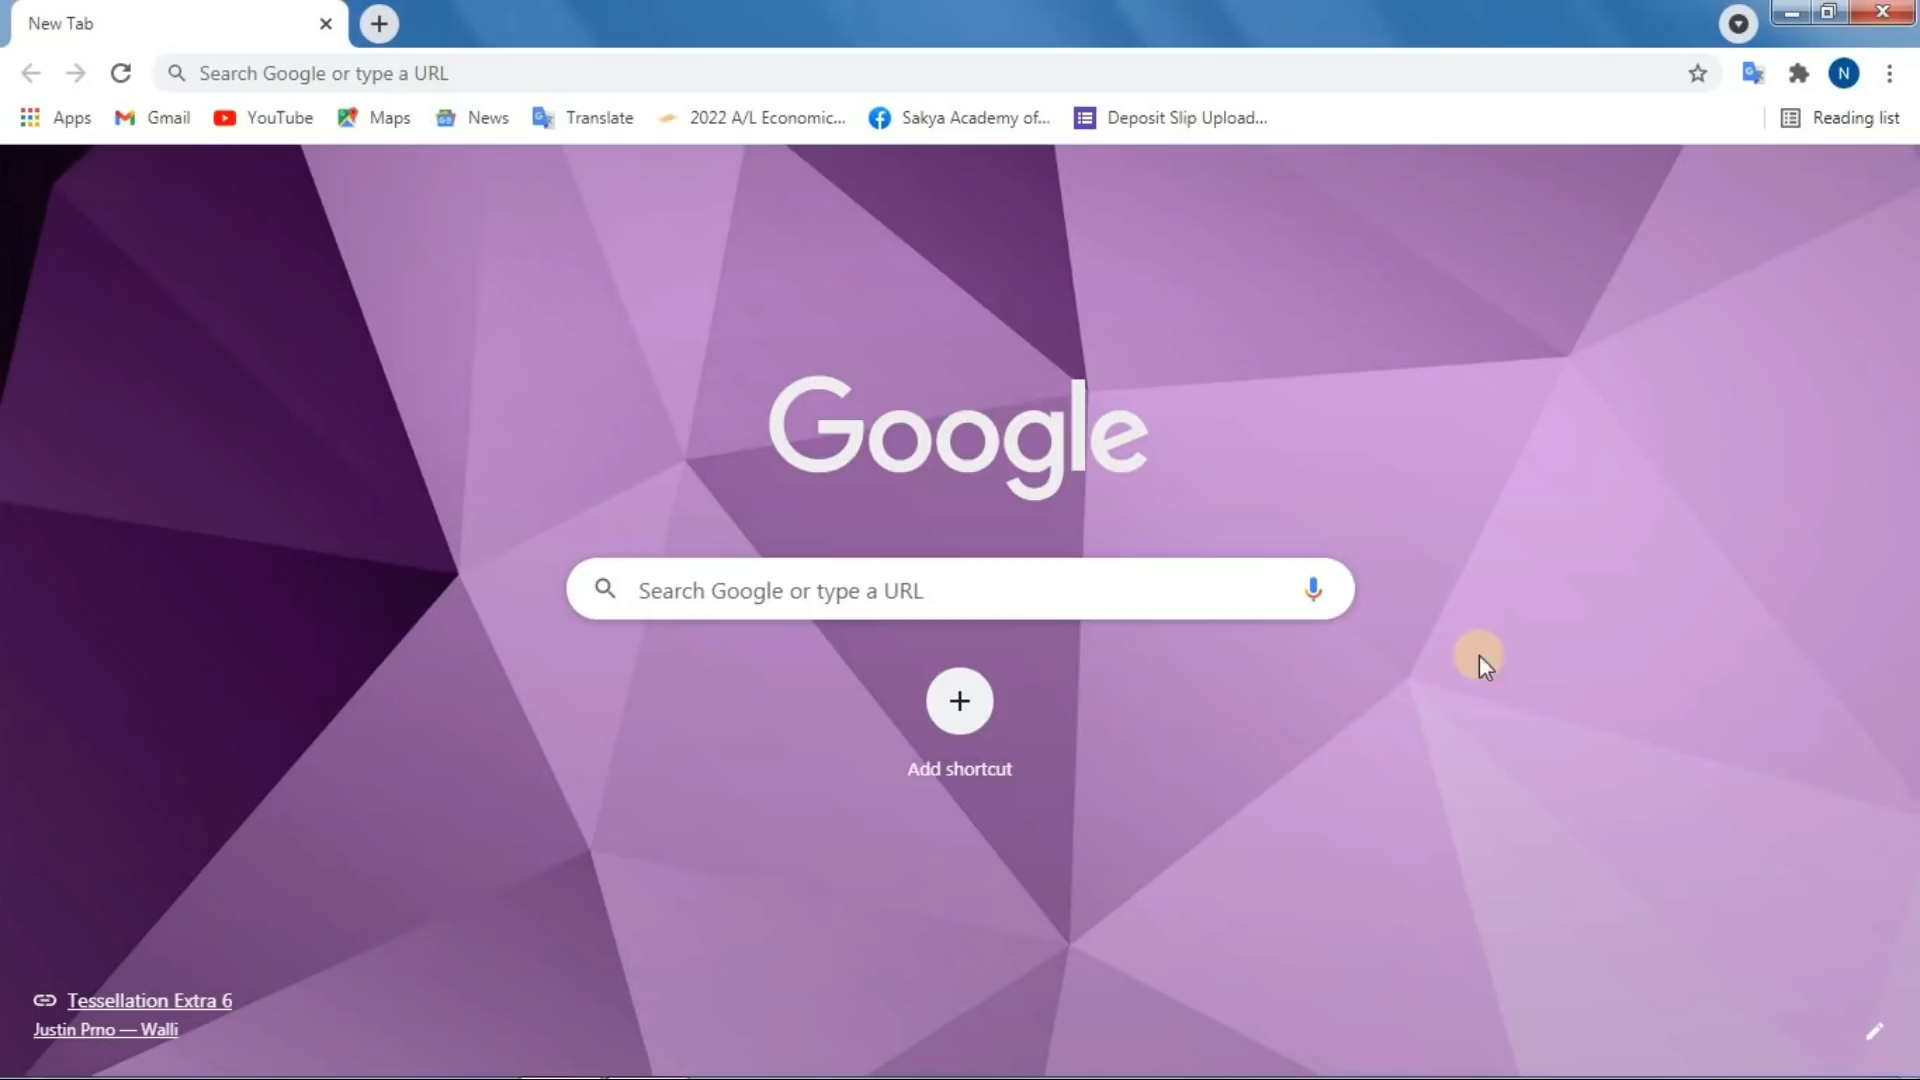 New Tab
Search Google or type a URL
N
Apps Gmail YouTube Maps News Translate 2022 A/L Economic... Sakya Academy of... Deposit Slip Upload... Reading list
Google
Search Google or type a URL
Add shortcut
Tessellation Extra 6
Justin Prno — Walli